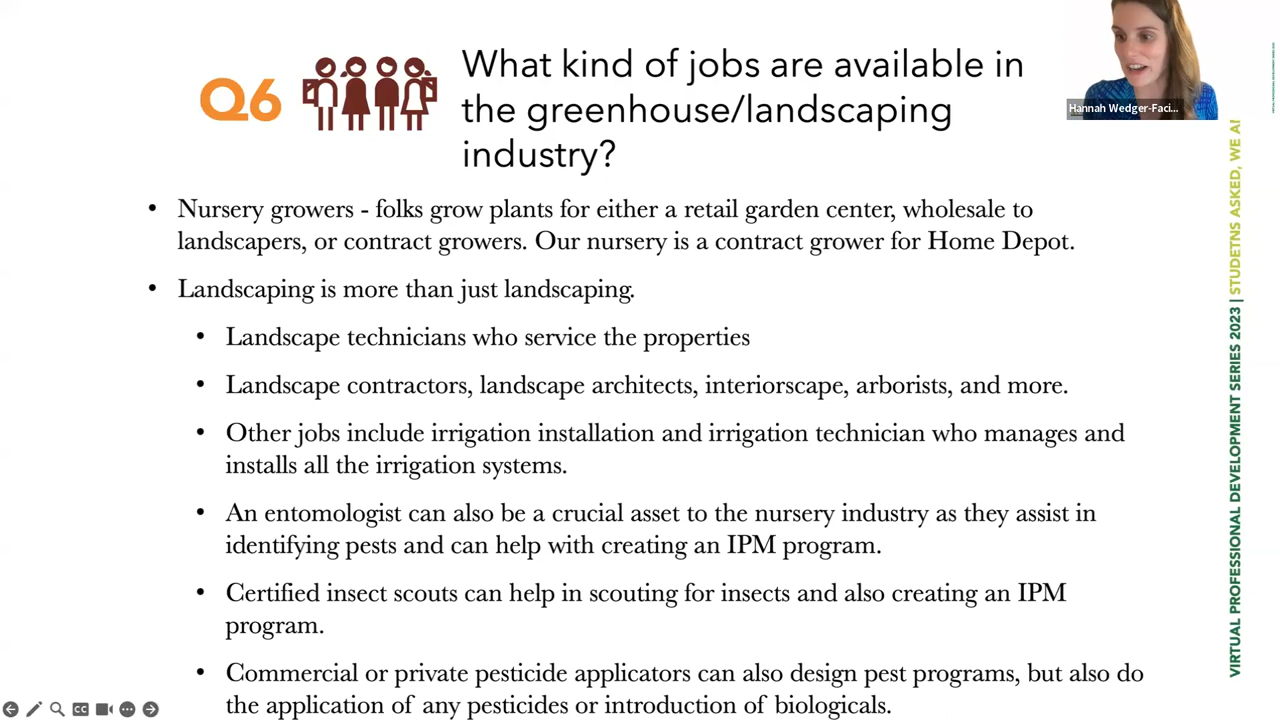 Q6
What kind of jobs are available in
the greenhouse/landscaping
industry?
Hannah Wedger-Faci...
• Nursery growers - folks grow plants for either a retail garden center, wholesale to
landscapers, or contract growers. Our nursery is a contract grower for Home Depot.
• Landscaping is more than just landscaping.
• Landscape technicians who service the properties
• Landscape contractors, landscape architects, interiorscape, arborists, and more.
• Other jobs include irrigation installation and irrigation technician who manages and
installs all the irrigation systems.
• An entomologist can also be a crucial asset to the nursery industry as they assist in
identifying pests and can help with creating an IPM program.
• Certified insect scouts can help in scouting for insects and also creating an IPM
program.
• Commercial or private pesticide applicators can also design pest programs, but also do
the application of any pesticides or introduction of biologicals.
VIRTUAL PROFESSIONAL DEVELOPMENT SERIES 2023 | STUDETNS ASKED, WE
CC